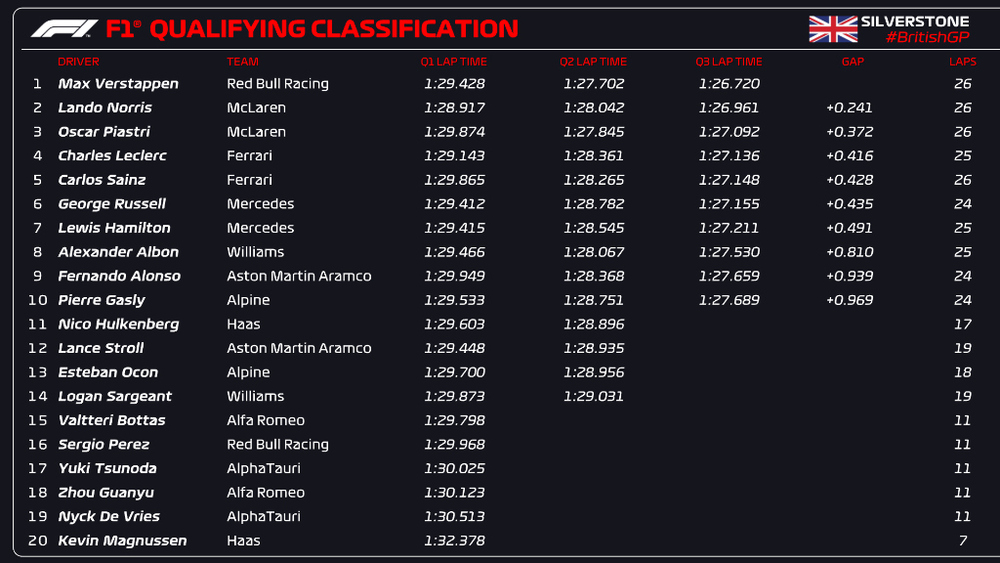 F1® QUALIFYING CLASSIFICATION SILVERSTONE
#BritishGP
DRIVER TEAM Q1 LAP TIME Q2 LAP TIME Q3 LAP TIME GAP LAPS
1 Max Verstappen Red Bull Racing 1:29.428 1:27.702 1:26.720 26
2 Lando Norris McLaren 1:28.917 1:28.042 1:26.961 +0.241 26
3 Oscar Piastri McLaren 1:29.874 1:27.845 1:27.092 +0.372 26
4 Charles Leclerc Ferrari 1:29.143 1:28.361 1:27.136 +0.416 25
5 Carlos Sainz Ferrari 1:29.865 1:28.265 1:27.148 +0.428 26
6 George Russell Mercedes 1:29.412 1:28.782 1:27.155 +0.435 24
7 Lewis Hamilton Mercedes 1:29.415 1:28.545 1:27.211 +0.491 25
8 Alexander Albon Williams 1:29.466 1:28.067 1:27.530 +0.810 25
9 Fernando Alonso Aston Martin Aramco 1:29.949 1:28.368 1:27.659 +0.939 24
10 Pierre Gasly Alpine 1:29.533 1:28.751 1:27.689 +0.969 24
11 Nico Hulkenberg Haas 1:29.603 1:28.896 17
12 Lance Stroll Aston Martin Aramco 1:29.448 1:28.935 19
13 Esteban Ocon Alpine 1:29.700 1:28.956 18
14 Logan Sargeant Williams 1:29.873 1:29.031 19
15 Valtteri Bottas Alfa Romeo 1:29.798 11
16 Sergio Perez Red Bull Racing 1:29.968 11
17 Yuki Tsunoda AlphaTauri 1:30.025 11
18 Zhou Guanyu Alfa Romeo 1:30.123 11
19 Nyck De Vries AlphaTauri 1:30.513 11
20 Kevin Magnussen Haas 1:32.378 7